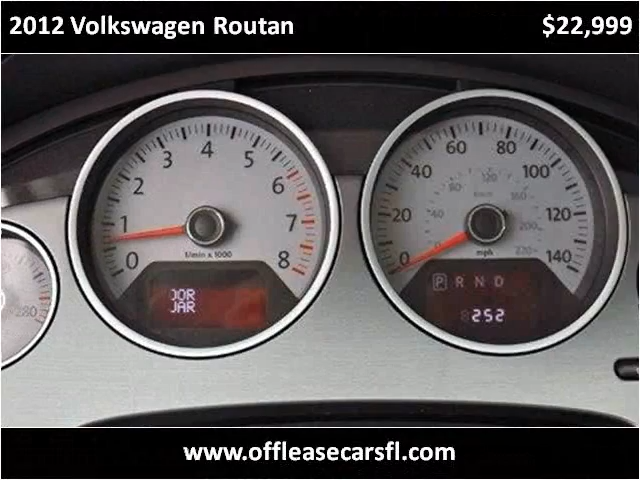 2012 Volkswagen Routan $22,999
0 1 2 3 4 5 6 7 8
1/min x 1000
0 20 40 60 80 100 120 140
mph
P R N D
252
280
www.offleasecarsfl.com